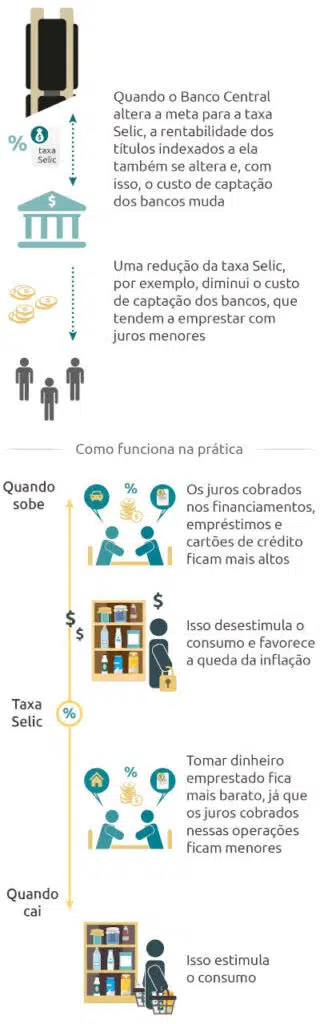 Quando o Banco Central
altera a meta para a taxa
Selic, a rentabilidade dos
títulos indexados a ela
também se altera e, com
isso, o custo de captação
dos bancos muda
%
$
taxa
Selic
$
Uma redução da taxa Selic,
por exemplo, diminui o custo
de captação dos bancos, que
tendem a emprestar com
juros menores
Como funciona na prática
Quando
sobe
%
Os juros cobrados
nos financiamentos,
empréstimos e
cartões de crédito
ficam mais altos
$
$
$
Isso desestimula o
consumo e favorece
a queda da inflação
Taxa
Selic
%
%
Tomar dinheiro
emprestado fica
mais barato, já que
os juros cobrados
nessas operações
ficam menores
Quando
cai
Isso estimula
o consumo